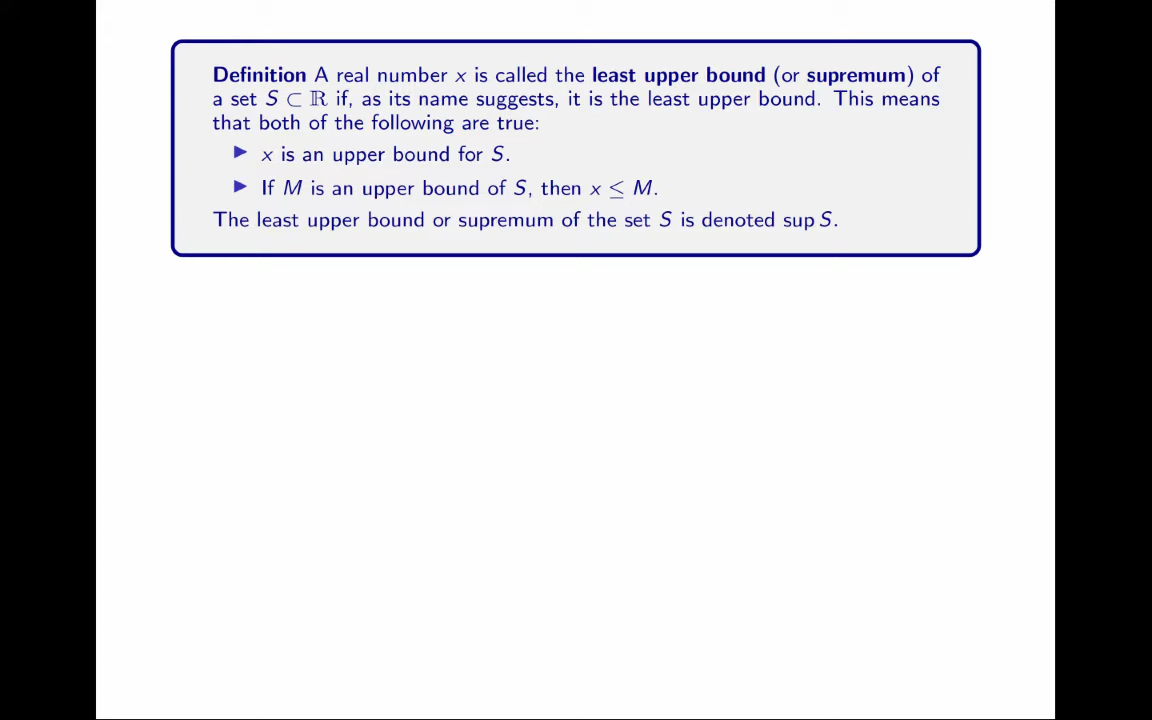 Definition A real number x is called the least upper bound (or supremum) of
a set S ⊂ ℝ if, as its name suggests, it is the least upper bound. This means
that both of the following are true:
▶ x is an upper bound for S.
▶ If M is an upper bound of S, then x ≤ M.
The least upper bound or supremum of the set S is denoted sup S.